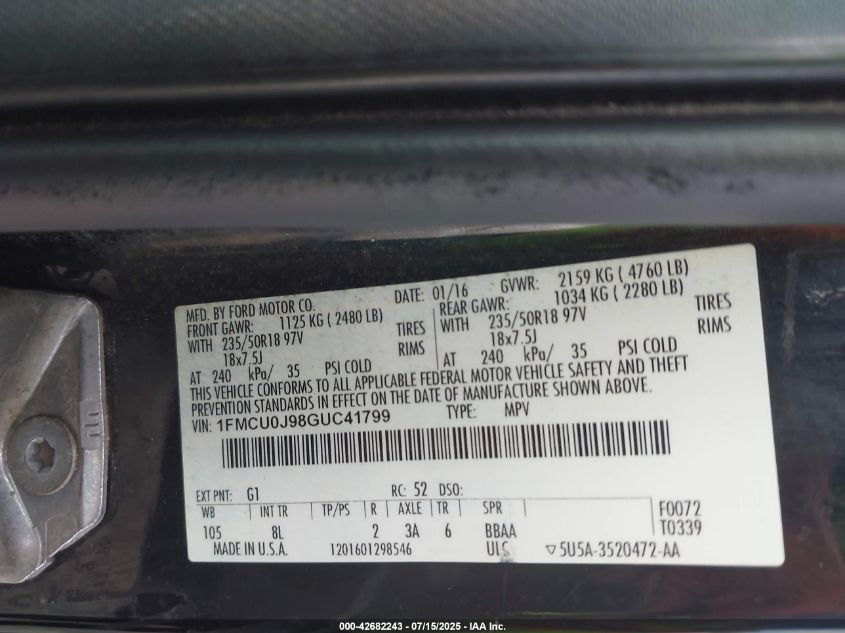 MFD. BY FORD MOTOR CO. DATE: 01/16 GVWR: 2159 KG ( 4760 LB)
FRONT GAWR: 1125 KG ( 2480 LB) REAR GAWR: 1034 KG ( 2280 LB)
WITH 235/50R18 97V TIRES WITH 235/50R18 97V TIRES
18x7.5J RIMS 18x7.5J RIMS
AT 240 kPa/ 35 PSI COLD AT 240 kPa/ 35 PSI COLD
THIS VEHICLE CONFORMS TO ALL APPLICABLE FEDERAL MOTOR VEHICLE SAFETY AND THEFT
PREVENTION STANDARDS IN EFFECT ON THE DATE OF MANUFACTURE SHOWN ABOVE.
VIN: 1FMCU0J98GUC41799 TYPE: MPV
EXT PNT: G1 RC: 52 DSO:
WB INT TR TP/PS R AXLE TR SPR F0072
105 8L 2 3A 6 BBAA T0339
MADE IN U.S.A. 1201601298546 ULS ▽5U5A-3520472-AA
000-42682243 - 07/15/2025 - IAA Inc.